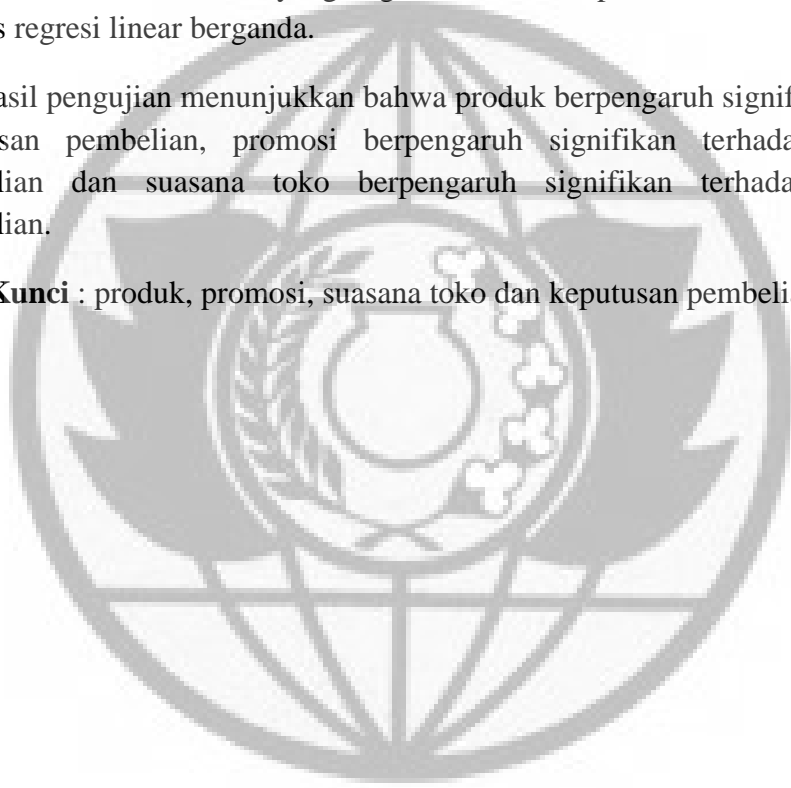 s regresi linear berganda.
asil pengujian menunjukkan bahwa produk berpengaruh signif
san pembelian, promosi berpengaruh signifikan terhada
lian dan suasana toko berpengaruh signifikan terhada
lian.
Kunci : produk, promosi, suasana toko dan keputusan pembeli